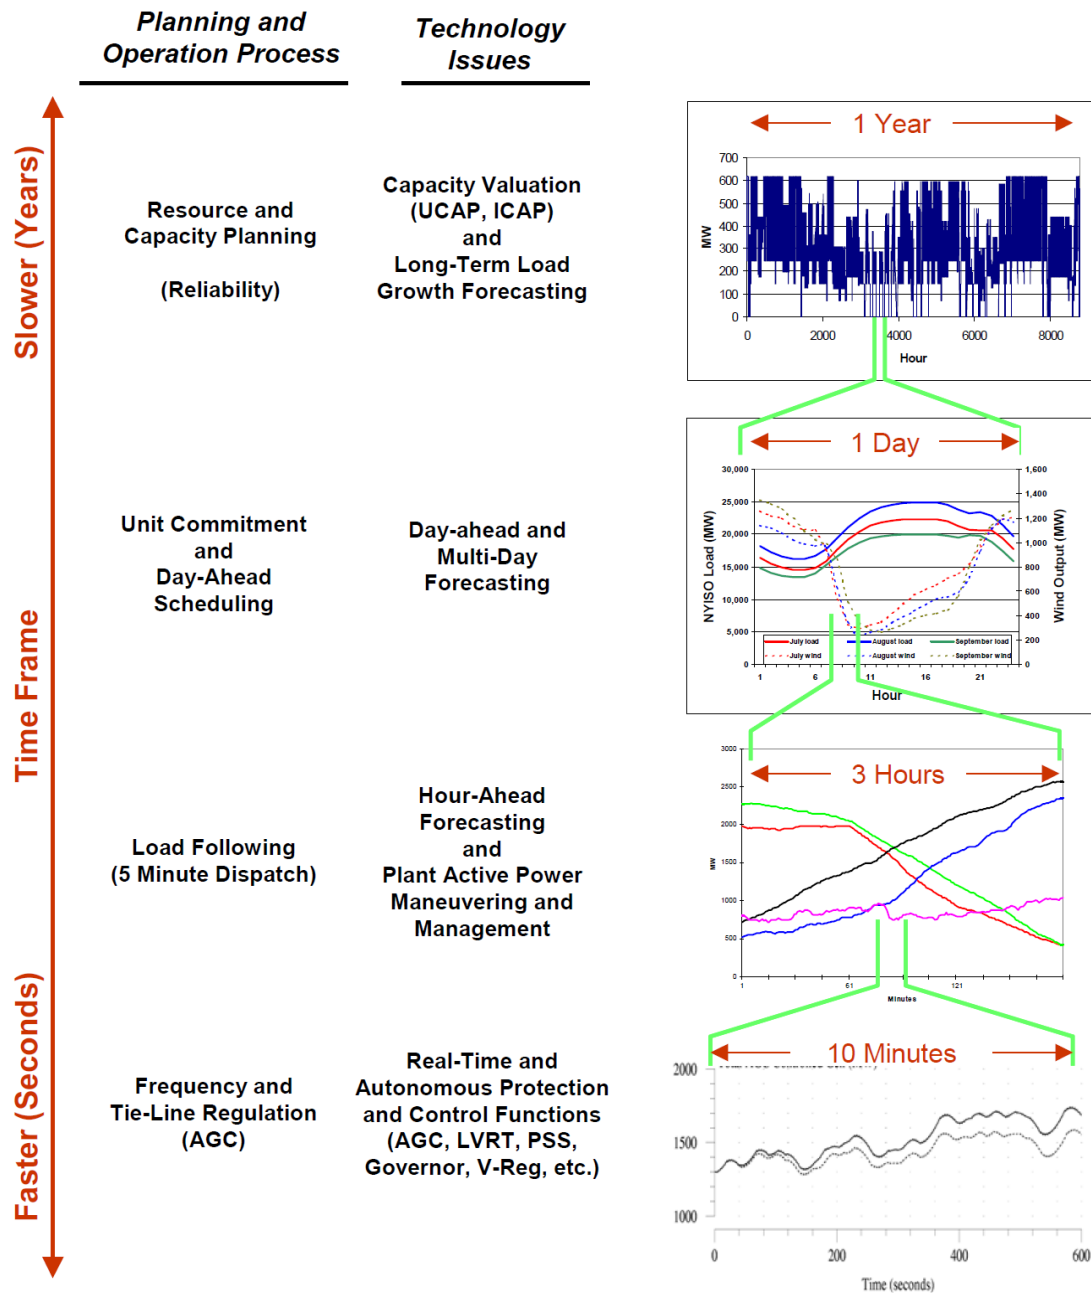 Planning and
Operation Process
Technology
Issues
Slower (Years)
Time Frame
Faster (Seconds)
Resource and
Capacity Planning
(Reliability)
Capacity Valuation
(UCAP, ICAP)
and
Long-Term Load
Growth Forecasting
1 Year
700
600
500
400
300
200
100
0
MW
0
2000
4000
6000
8000
Hour
Unit Commitment
and
Day-Ahead
Scheduling
Day-ahead and
Multi-Day
Forecasting
1 Day
30,000
25,000
20,000
15,000
10,000
5,000
0
NYISO Load (MW)
1,600
1,400
1,200
1,000
800
600
400
200
0
Wind Output (MW)
July load
August load
September load
July wind
August wind
September wind
1
6
11
16
21
Hour
Load Following
(5 Minute Dispatch)
Hour-Ahead
Forecasting
and
Plant Active Power
Maneuvering and
Management
3 Hours
3000
2500
2000
1500
1000
500
0
MW
1
61
121
Minutes
Frequency and
Tie-Line Regulation
(AGC)
Real-Time and
Autonomous Protection
and Control Functions
(AGC, LVRT, PSS,
Governor, V-Reg, etc.)
10 Minutes
2000
1500
1000
0
200
400
600
Time (seconds)